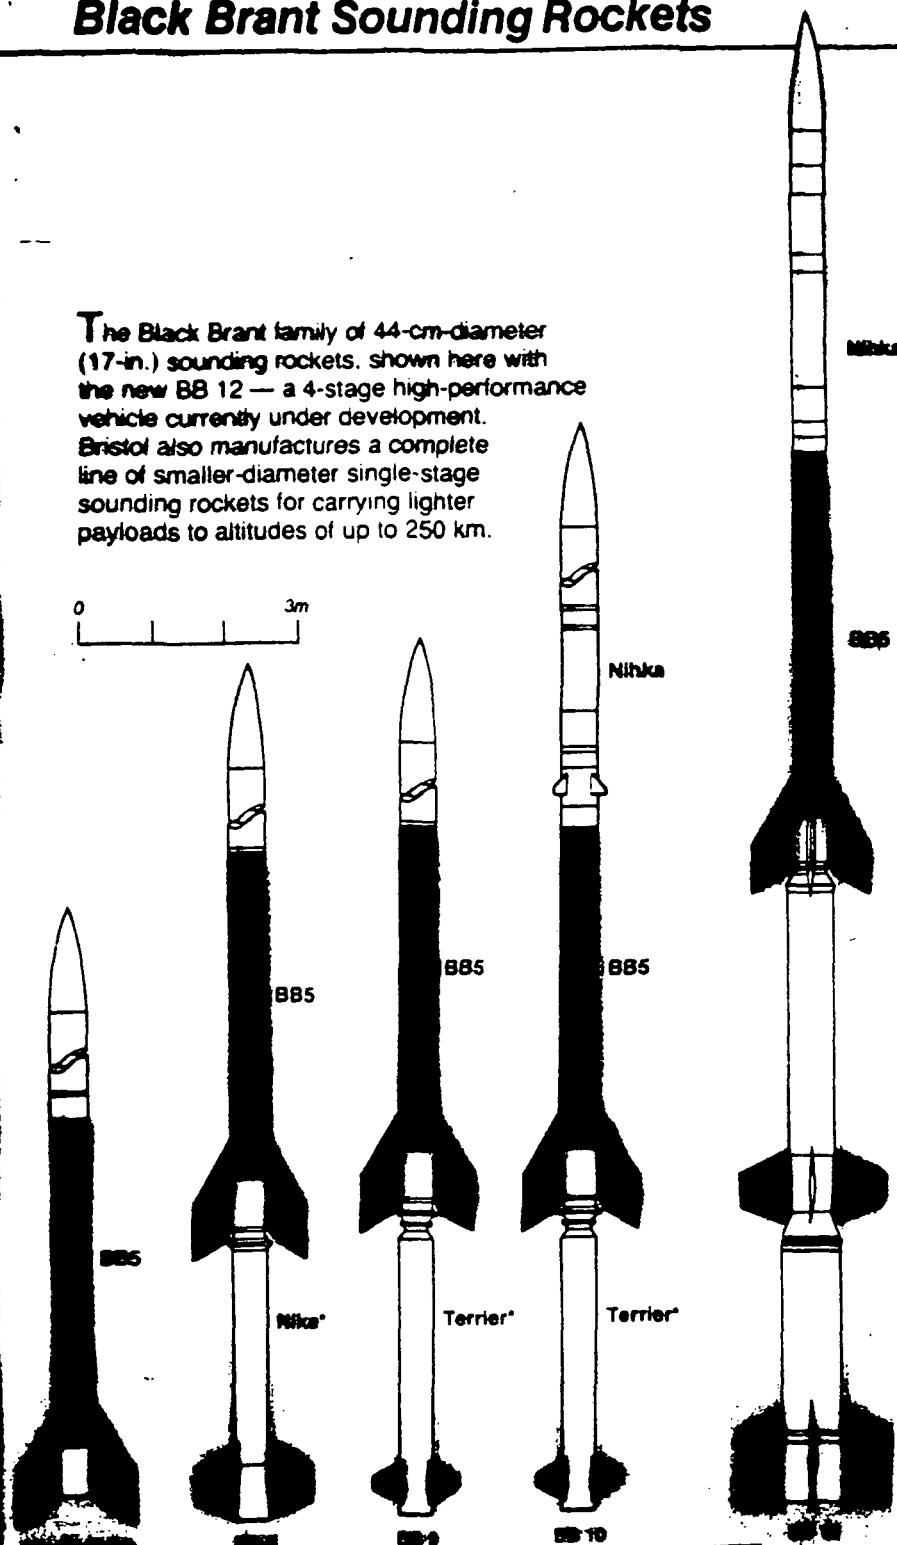 Black Brant Sounding Rockets
The Black Brant family of 44-cm-diameter
(17-in.) sounding rockets. shown here with
the new BB 12 — a 4-stage high-performance
vehicle currently under development.
Bristol also manufactures a complete
line of smaller-diameter single-stage
sounding rockets for carrying lighter
payloads to altitudes of up to 250 km.
0 3m
Nihka
BB5
Nihka
BB5
BB5
BB5
BB5
Nike*
Terrier*
Terrier*
BB 9
BB 10